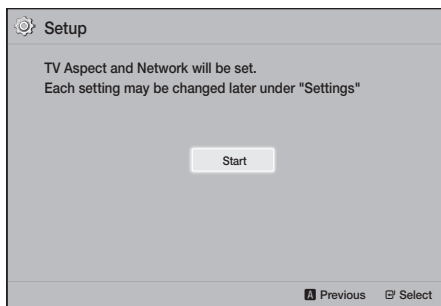 Setup
TV Aspect and Network will be set.
Each setting may be changed later under "Settings"
Start
A Previous Select